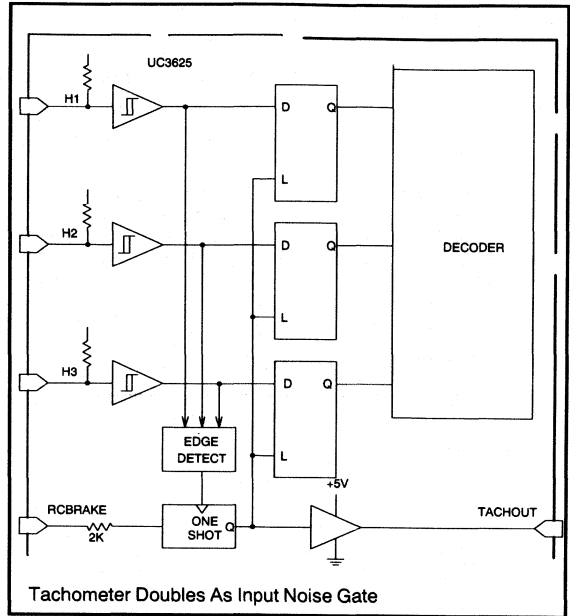 UC3625
H1
D Q
L
H2
D Q
DECODER
L
H3
D Q
EDGE
DETECT
L
+5V
RCBRAKE
TACHOUT
ONE
SHOT
Q
2K
Tachometer Doubles As Input Noise Gate